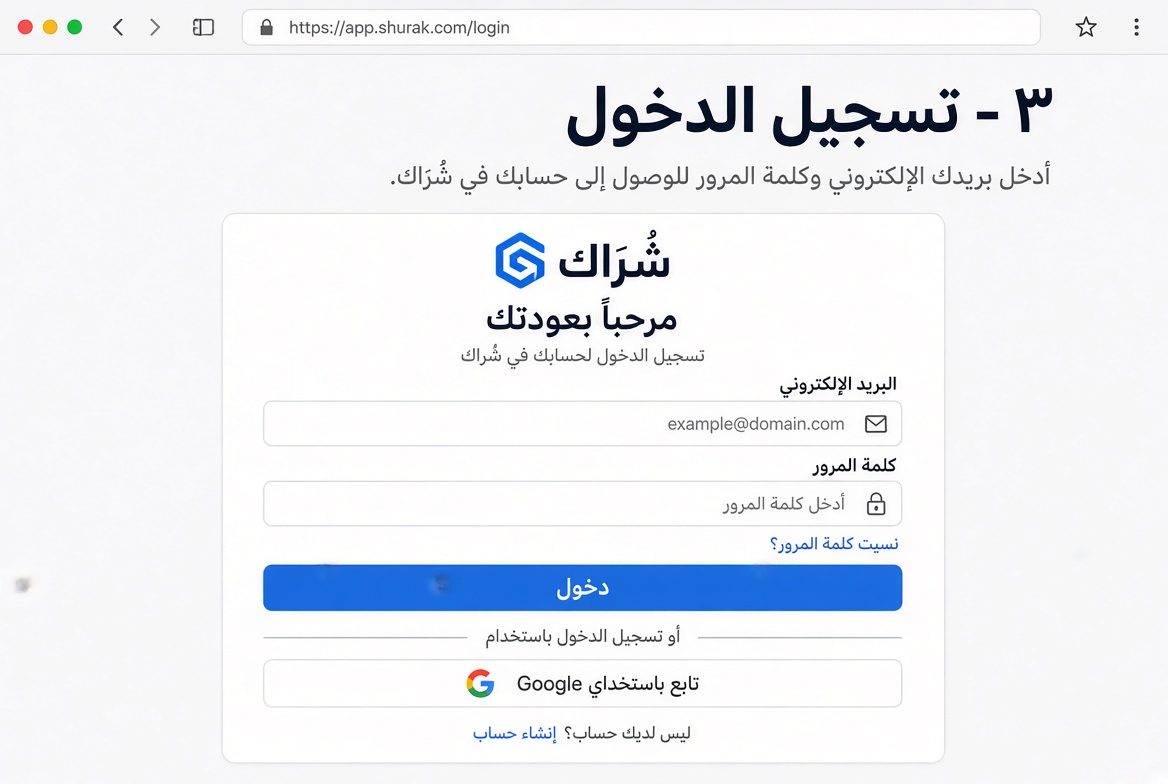 https://app.shurak.com/login
٣ - تسجيل الدخول
أدخل بريدك الإلكتروني وكلمة المرور للوصول إلى حسابك في شُرَاك.
شُرَاك
مرحباً بعودتك
تسجيل الدخول لحسابك في شُراك
البريد الإلكتروني
example@domain.com
كلمة المرور
أدخل كلمة المرور
نسيت كلمة المرور؟
دخول
أو تسجيل الدخول باستخدام
تابع باستخداي Google
ليس لديك حساب؟ إنشاء حساب